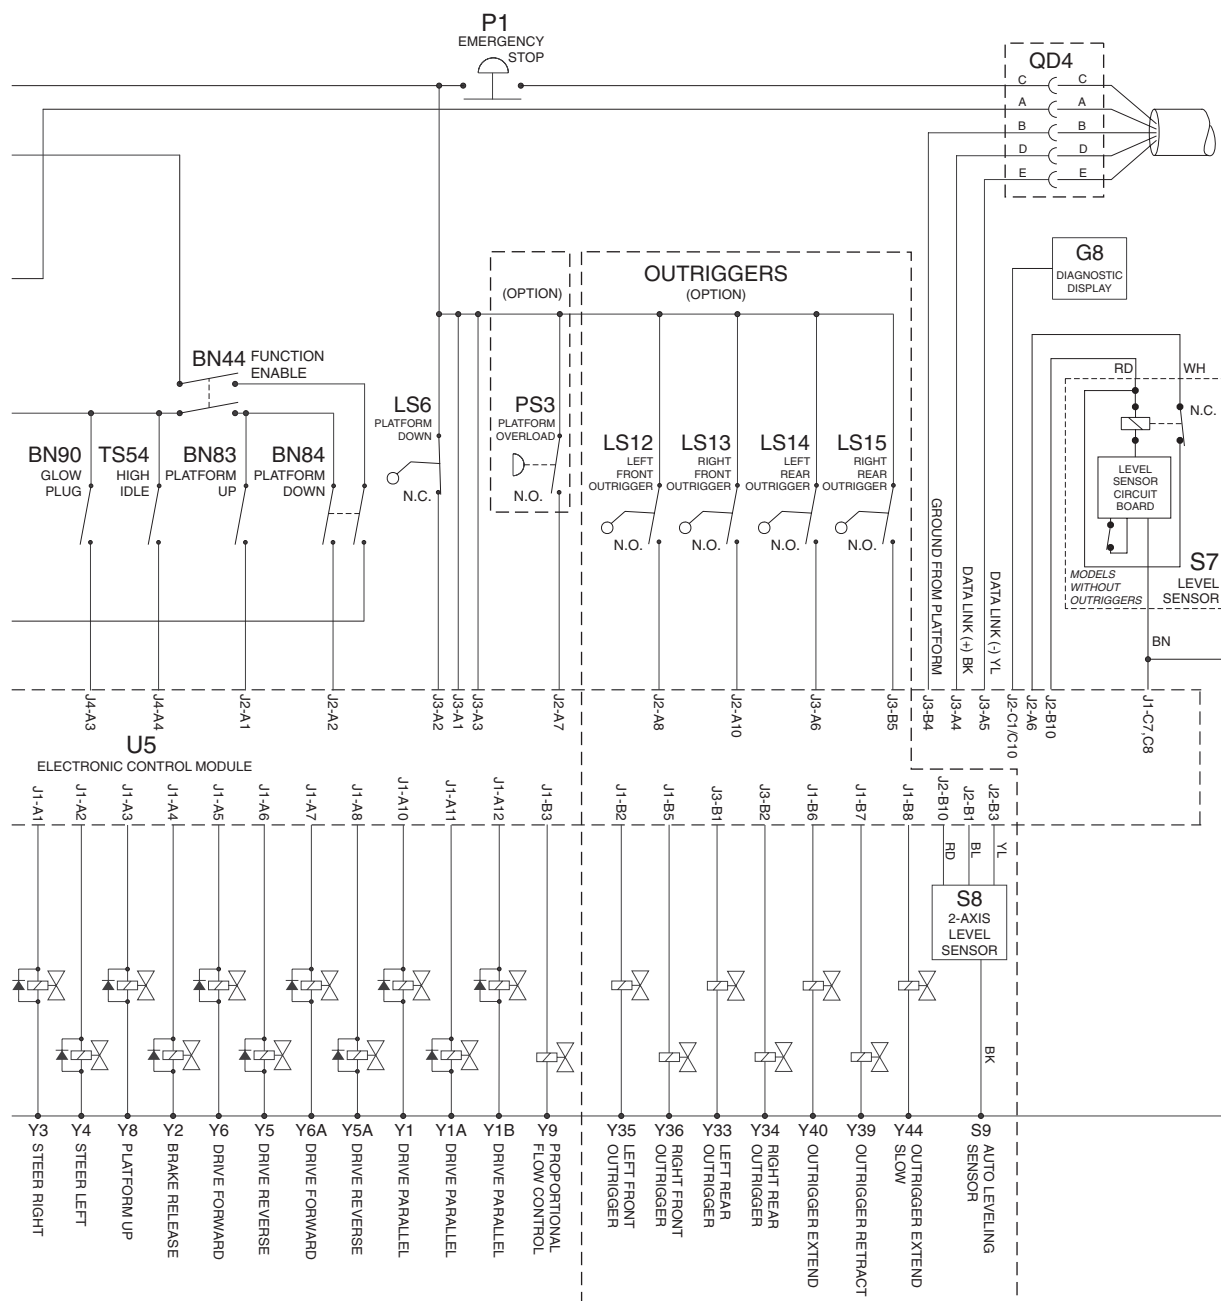 P1
EMERGENCY
STOP
QD4
C C
A A
B B
D D
E E
G8
DIAGNOSTIC
DISPLAY
(OPTION)
OUTRIGGERS
(OPTION)
BN44 FUNCTION
ENABLE
RD
WH
N.C.
LS6
PLATFORM
DOWN
N.C.
PS3
PLATFORM
OVERLOAD
N.O.
BN90
GLOW
PLUG
TS54
HIGH
IDLE
BN83
PLATFORM
UP
BN84
PLATFORM
DOWN
LS12
LEFT
FRONT
OUTRIGGER
N.O.
LS13
RIGHT
FRONT
OUTRIGGER
N.O.
LS14
LEFT
REAR
OUTRIGGER
N.O.
LS15
RIGHT
REAR
OUTRIGGER
N.O.
LEVEL
SENSOR
CIRCUIT
BOARD
S7
LEVEL
SENSOR
MODELS
WITHOUT
OUTRIGGERS
GROUND FROM PLATFORM
DATA LINK (+) BK
DATA LINK (-) YL
BN
J4-A3
J4-A4
J2-A1
J2-A2
J3-A2
J3-A1
J3-A3
J2-A7
J2-A8
J2-A10
J3-A6
J3-B5
J3-B4
J3-A4
J3-A5
J2-C1/C10
J2-A6
J2-B10
J1-C7,C8
U5
ELECTRONIC CONTROL MODULE
J1-A1
J1-A2
J1-A3
J1-A4
J1-A5
J1-A6
J1-A7
J1-A8
J1-A10
J1-A11
J1-A12
J1-B3
J1-B2
J1-B5
J3-B1
J3-B2
J1-B6
J1-B7
J1-B8
J2-B10
J2-B1
J2-B3
RD
BL
YL
S8
2-AXIS
LEVEL
SENSOR
BK
Y3
STEER RIGHT
Y4
STEER LEFT
Y8
PLATFORM UP
Y2
BRAKE RELEASE
Y6
DRIVE FORWARD
Y5
DRIVE REVERSE
Y6A
DRIVE FORWARD
Y5A
DRIVE REVERSE
Y1
DRIVE PARALLEL
Y1A
DRIVE PARALLEL
Y1B
DRIVE PARALLEL
Y9
PROPORTIONAL
FLOW CONTROL
Y35
LEFT FRONT
OUTRIGGER
Y36
RIGHT FRONT
OUTRIGGER
Y33
LEFT REAR
OUTRIGGER
Y34
RIGHT REAR
OUTRIGGER
Y40
OUTRIGGER EXTEND
Y39
OUTRIGGER RETRACT
Y44
OUTRIGGER EXTEND
SLOW
S9
AUTO LEVELING
SENSOR